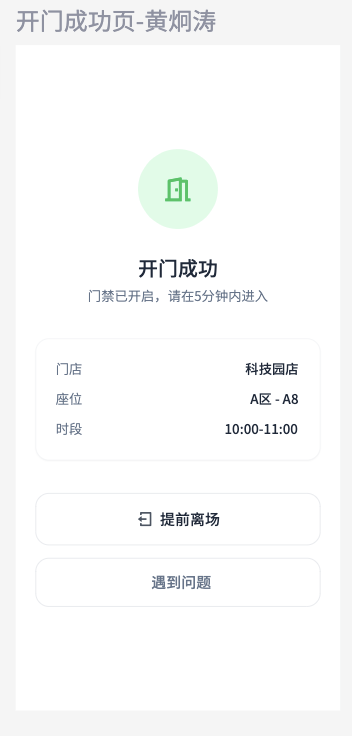 开门成功页-黄炯涛
开门成功
门禁已开启，请在5分钟内进入
门店 科技园店
座位 A区 - A8
时段 10:00-11:00
提前离场
遇到问题